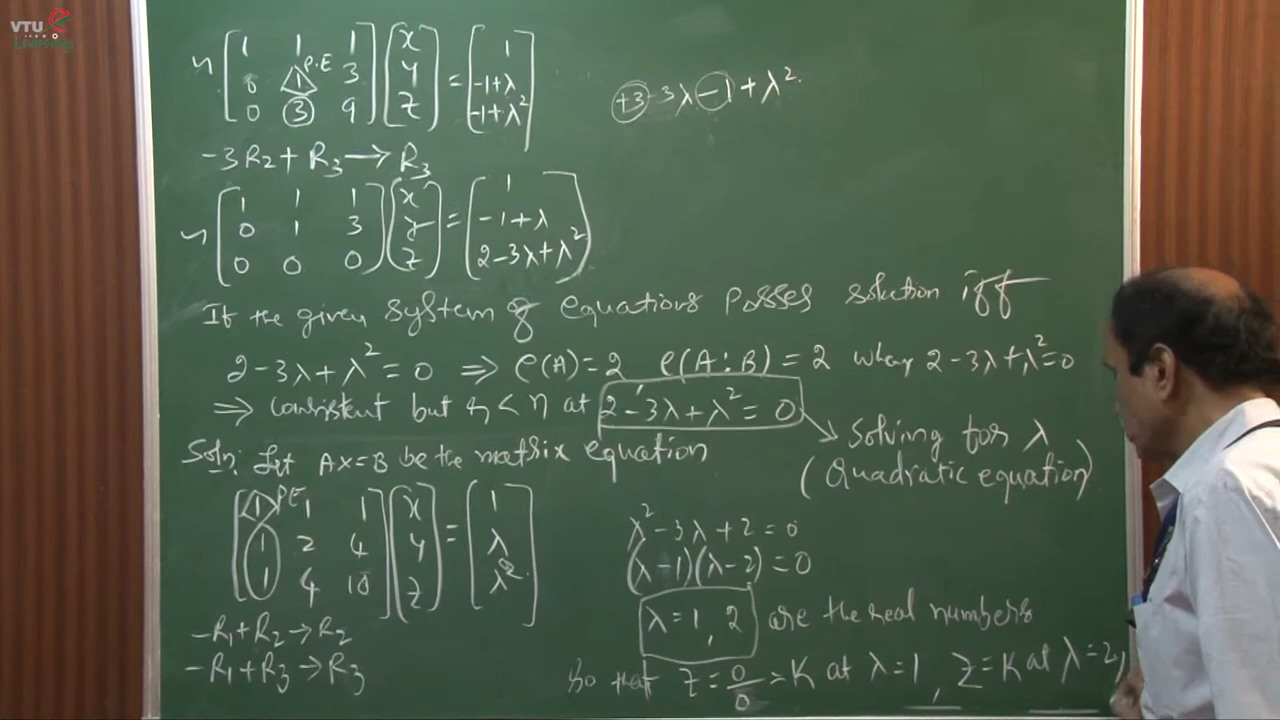 VTU e Learning
~ [1 1 1; 0 1 3; 0 3 9] [x; y; z] = [1; -1+λ; -1+λ²]
P.E
+3-3λ-1+λ².
-3R₂+R₃→R₃
~ [1 1 1; 0 1 3; 0 0 0] [x; y; z] = [1; -1+λ; 2-3λ+λ²]
If the given system of equations posses solution iff
2-3λ+λ²=0 ⇒ ρ(A)=2 ρ(A:B)=2 when 2-3λ+λ²=0
⇒ consistent but r<n at 2-3λ+λ²=0
Solving for λ
(Quadratic equation)
Soln: Let AX=B be the matrix equation
[1 1 1; 1 2 4; 1 4 10] [x; y; z] = [1; λ; λ²]
PE
-R₁+R₂→R₂
-R₁+R₃→R₃
λ²-3λ+2=0
(λ-1)(λ-2)=0
λ=1,2 are the real numbers
So that z=0/0=K at λ=1, z=K at λ=2,